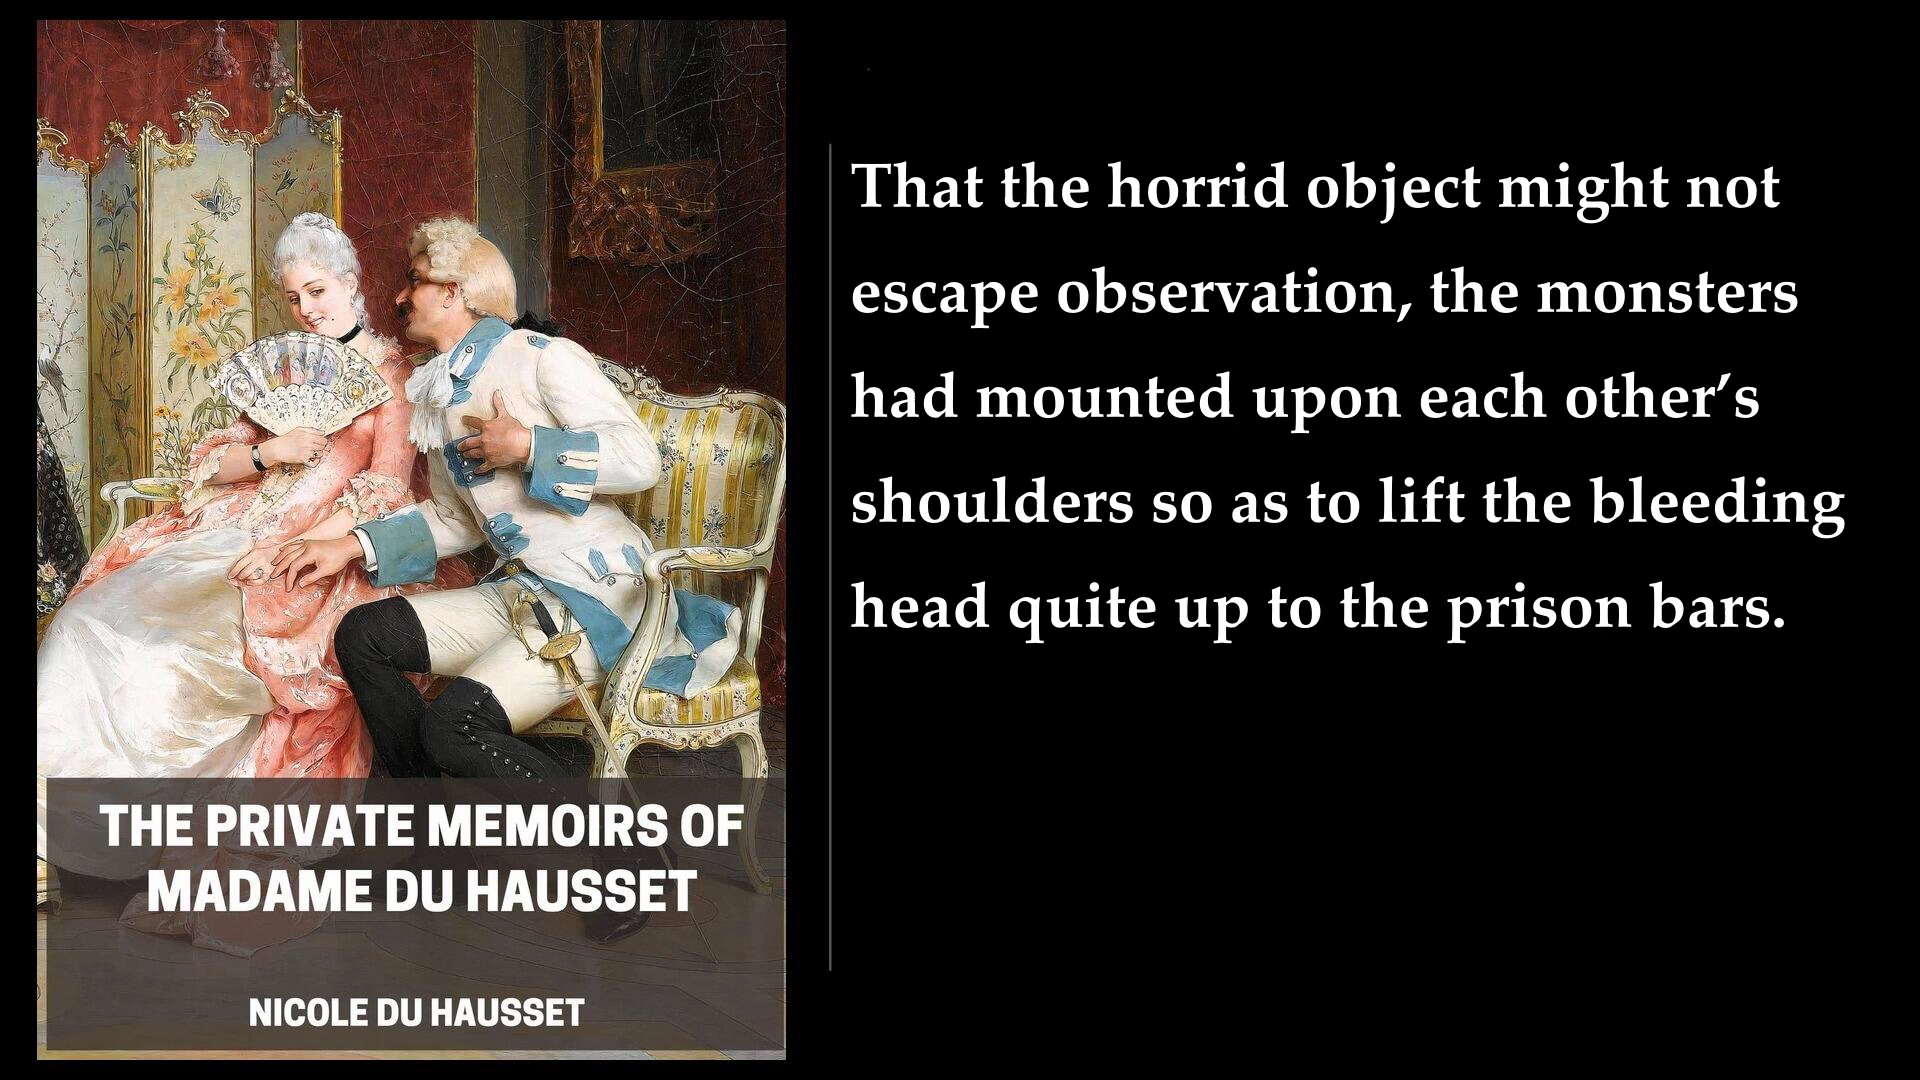 THE PRIVATE MEMOIRS OF
MADAME DU HAUSSET
NICOLE DU HAUSSET
That the horrid object might not
escape observation, the monsters
had mounted upon each other’s
shoulders so as to lift the bleeding
head quite up to the prison bars.